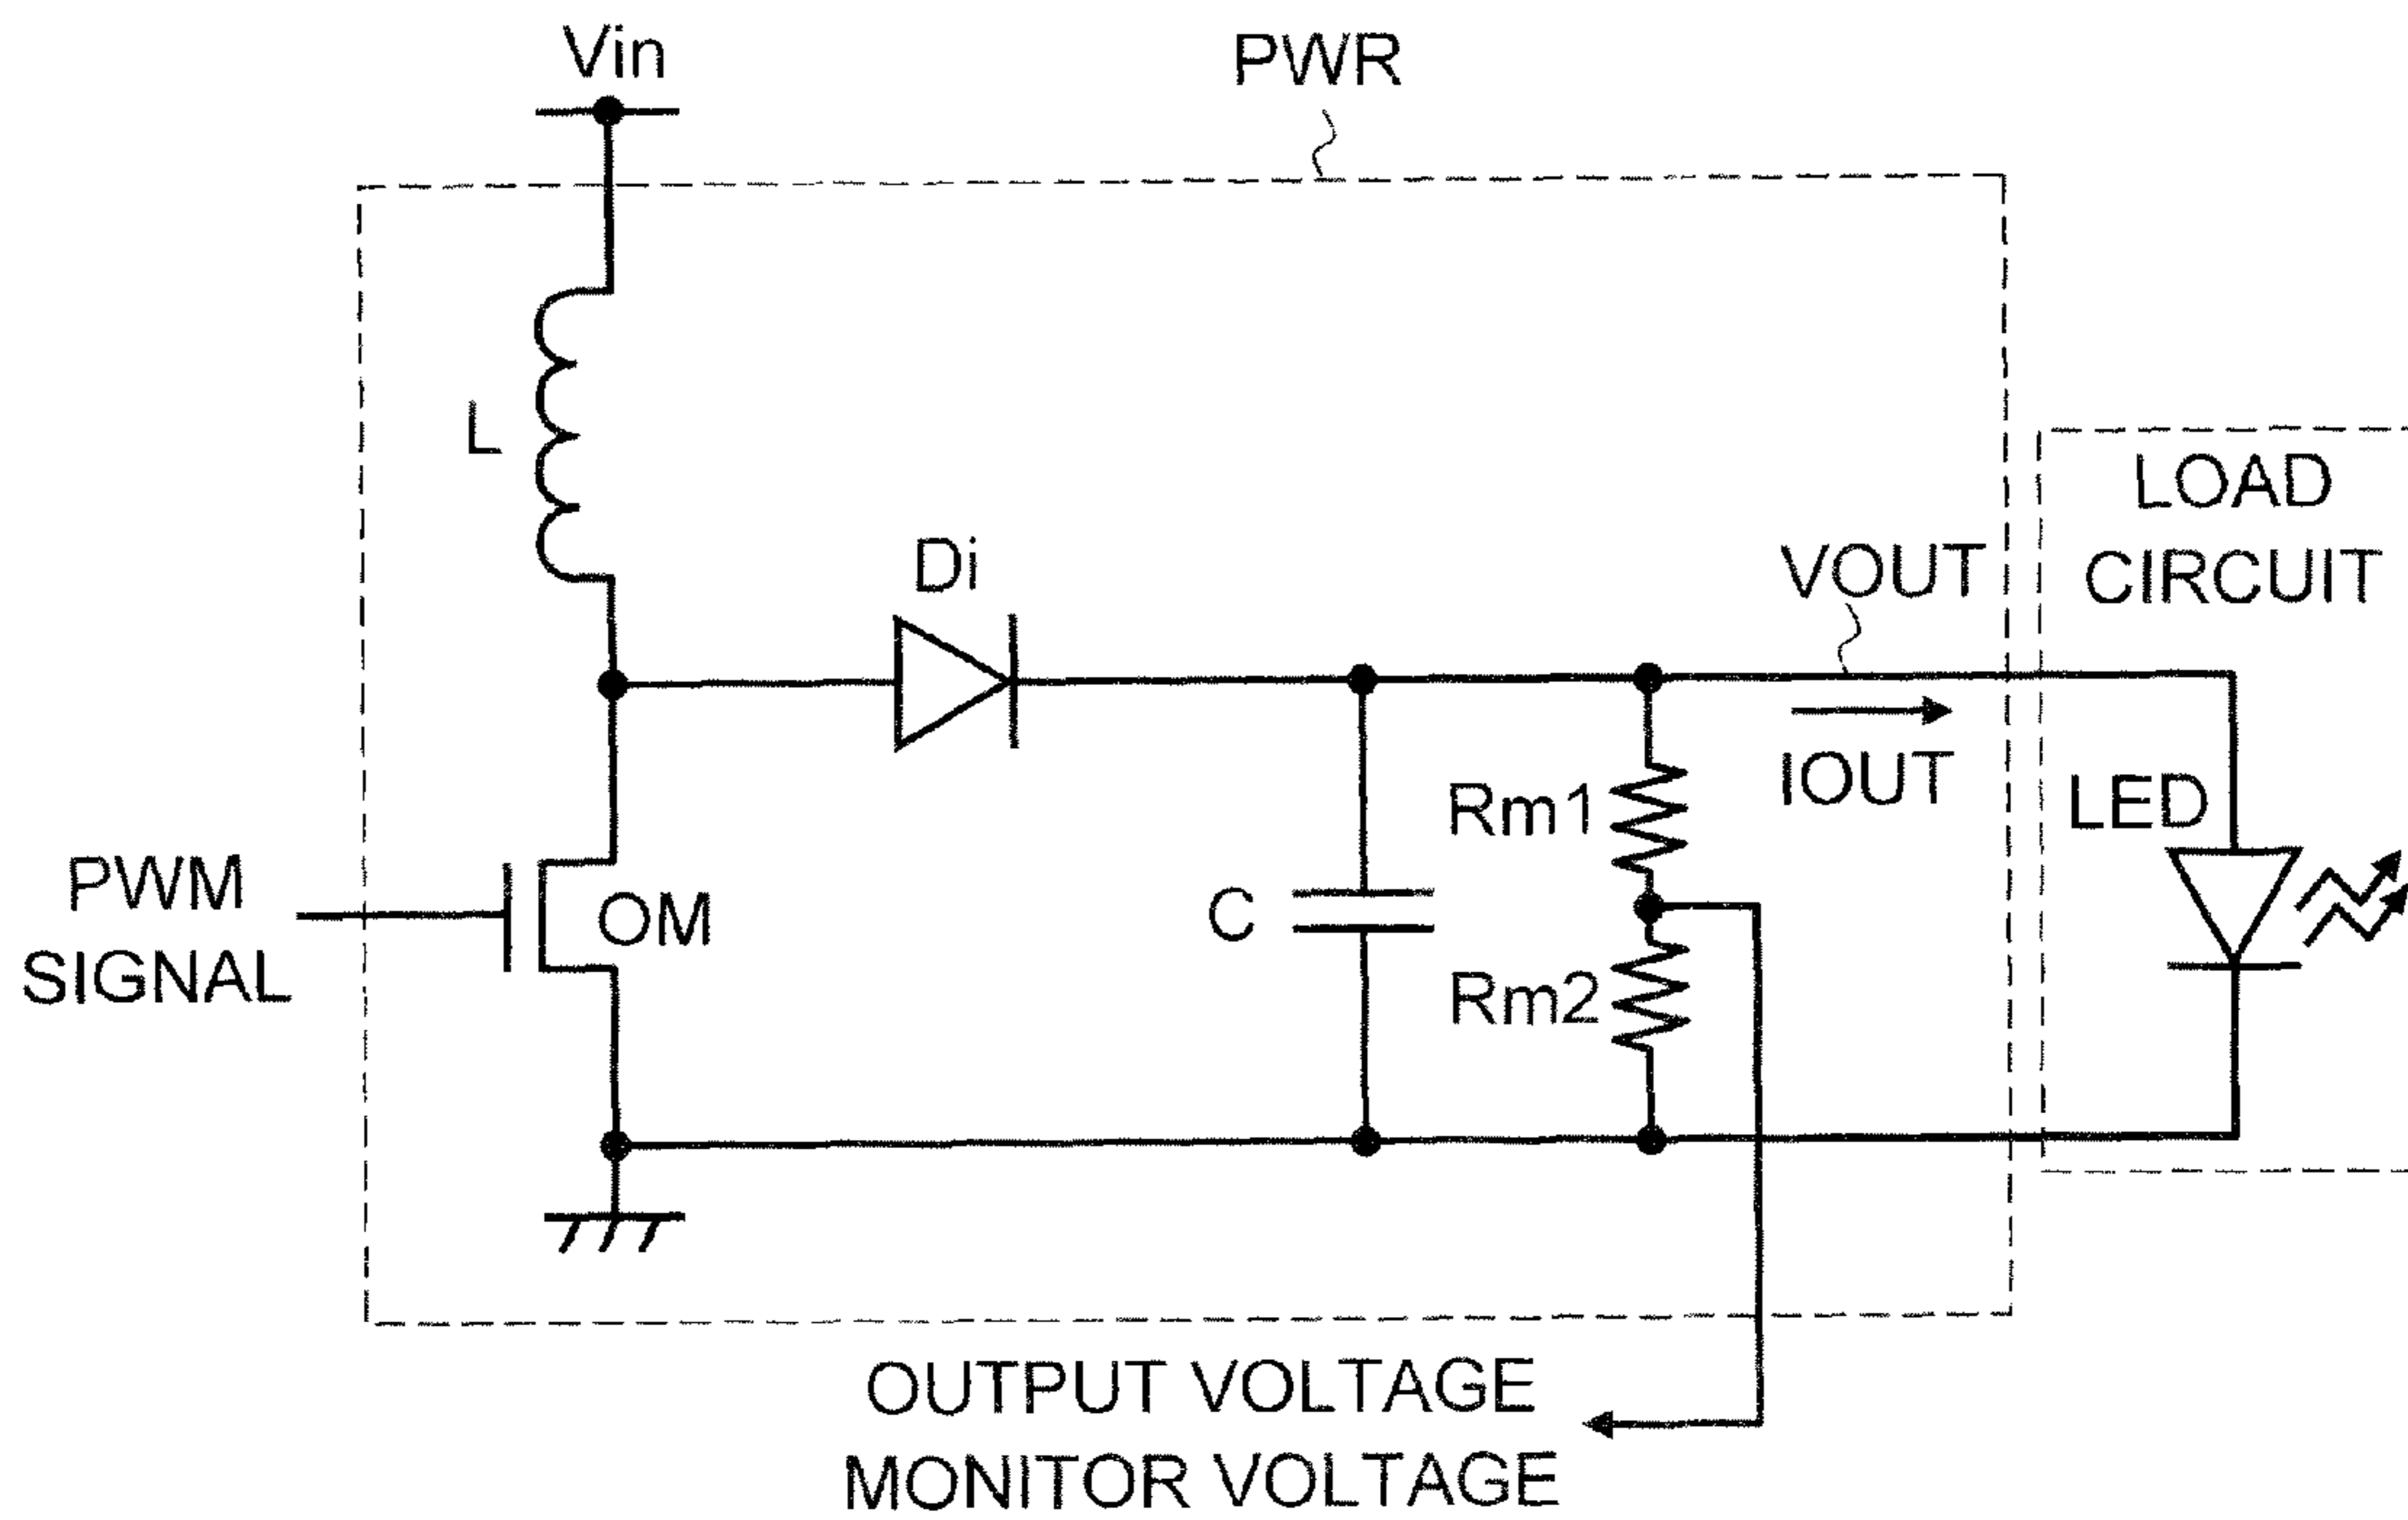 Vin
PWR
L
Di
VOUT
LOAD
CIRCUIT
IOUT
LED
Rm1
PWM
SIGNAL
OM
C
Rm2
OUTPUT VOLTAGE
MONITOR VOLTAGE